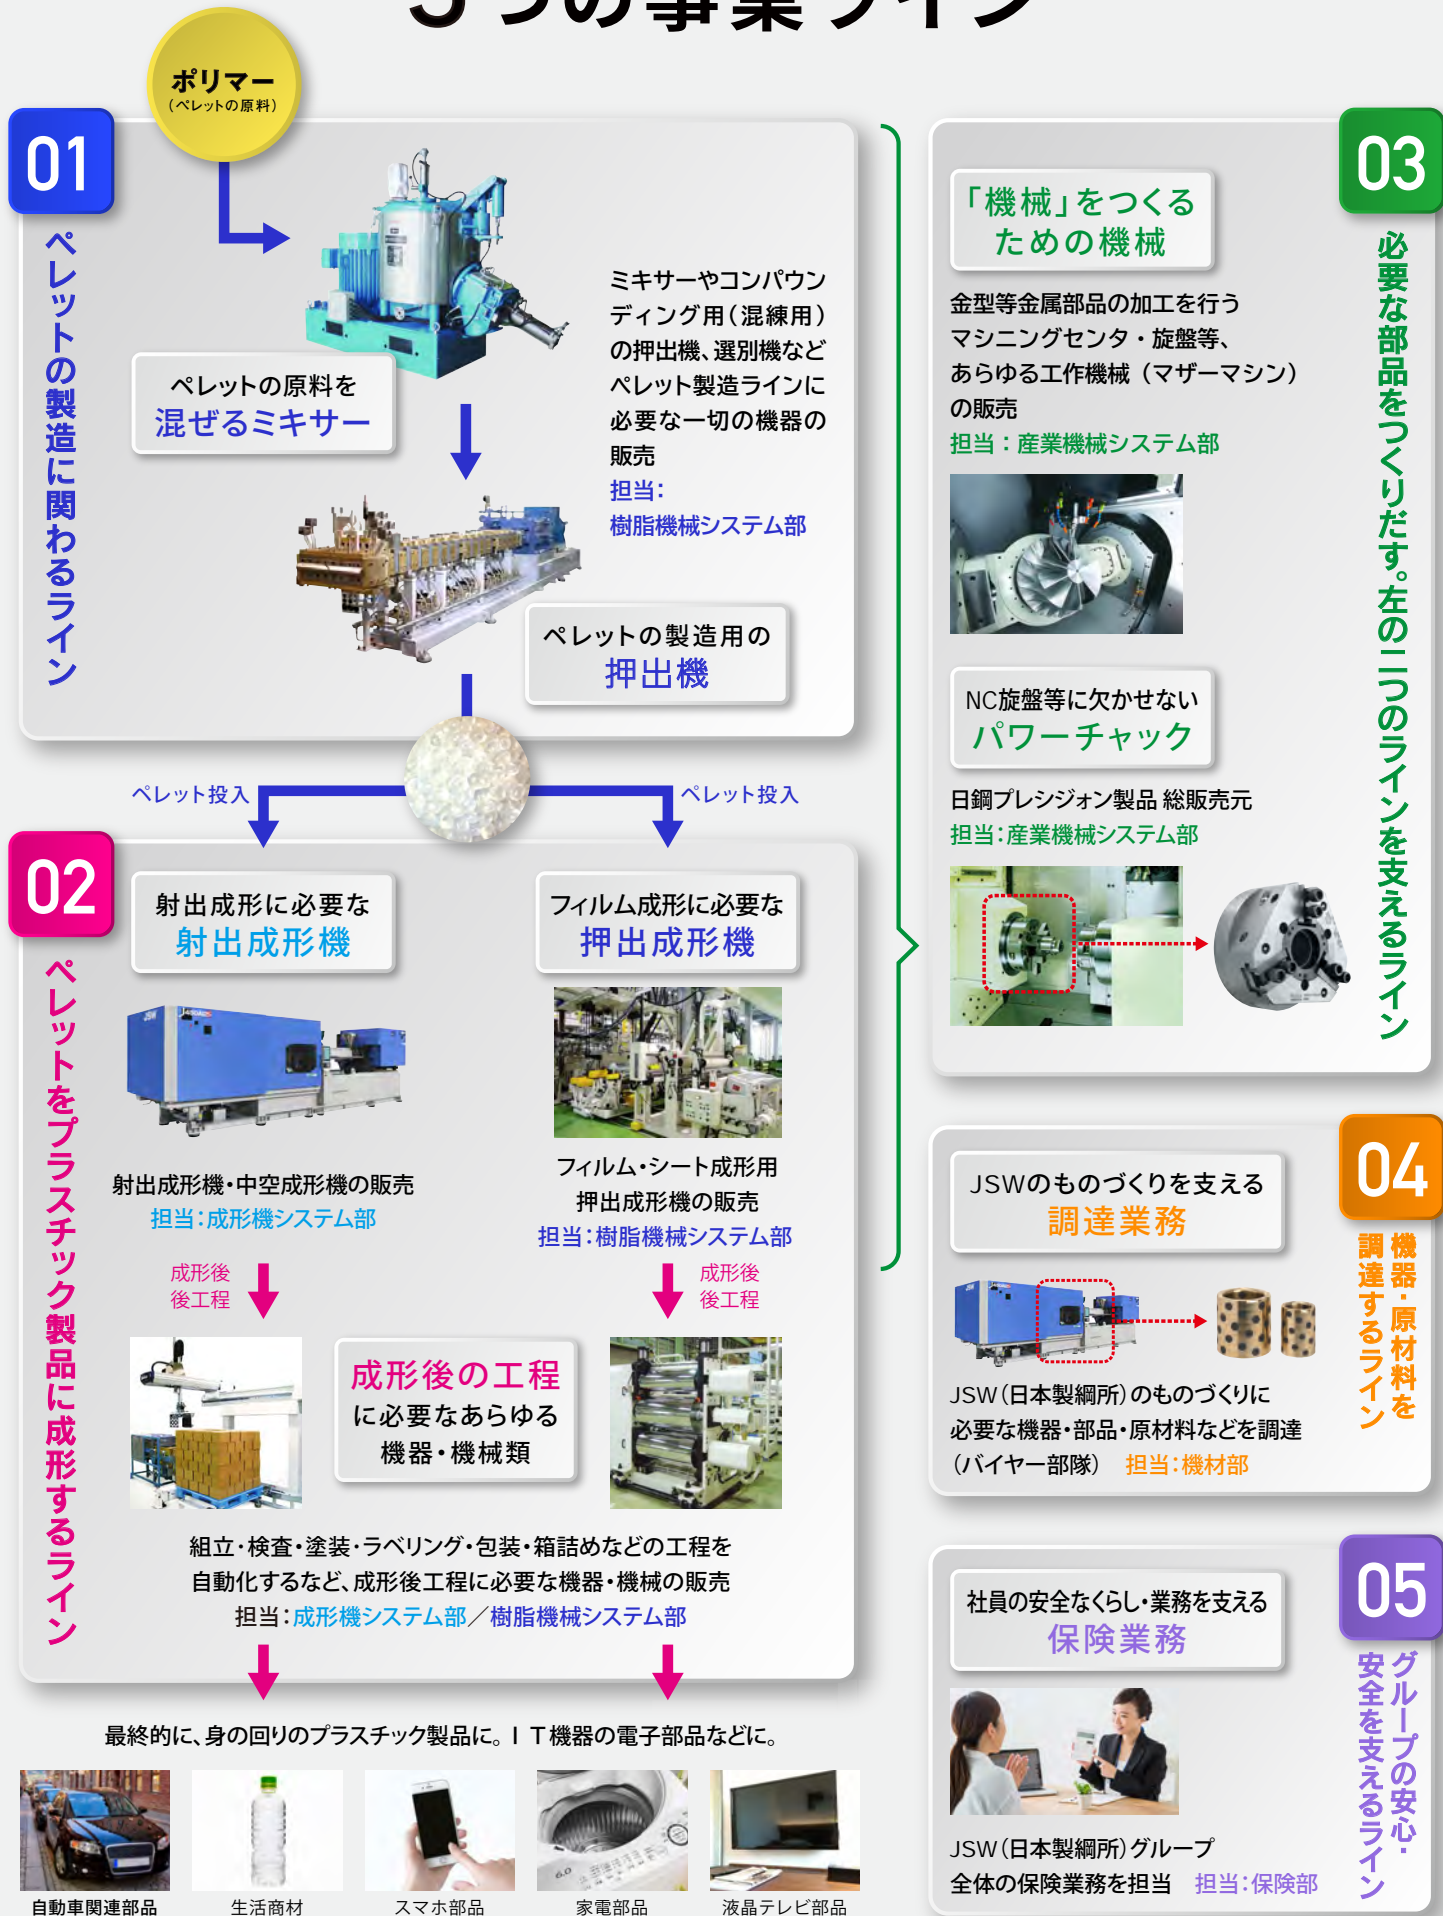 5つの事業ライン
ポリマー
（ペレットの原料）
01
ペレットの製造に関わるライン
ペレットの原料を
混ぜるミキサー
ミキサーやコンパウン
ディング用（混練用）
の押出機、選別機など
ペレット製造ラインに
必要な一切の機器の
販売
担当：
樹脂機械システム部
ペレットの製造用の
押出機
ペレット投入
ペレット投入
02
ペレットをプラスチック製品に成形するライン
射出成形に必要な
射出成形機
JSW
射出成形機・中空成形機の販売
担当：成形機システム部
フィルム成形に必要な
押出成形機
フィルム・シート成形用
押出成形機の販売
担当：樹脂機械システム部
成形後
後工程
成形後
後工程
成形後の工程
に必要なあらゆる
機器・機械類
組立・検査・塗装・ラベリング・包装・箱詰めなどの工程を
自動化するなど、成形後工程に必要な機器・機械の販売
担当：成形機システム部／樹脂機械システム部
最終的に、身の回りのプラスチック製品に。ＩＴ機器の電子部品などに。
自動車関連部品
生活商材
スマホ部品
6.0
家電部品
液晶テレビ部品
03
必要な部品をつくりだす。左の二つのラインを支えるライン
「機械」をつくる
ための機械
金型等金属部品の加工を行う
マシニングセンタ・旋盤等、
あらゆる工作機械（マザーマシン）
の販売
担当：産業機械システム部
NC旋盤等に欠かせない
パワーチャック
日鋼プレシジョン製品 総販売元
担当：産業機械システム部
04
機器・原材料を
調達するライン
JSWのものづくりを支える
調達業務
JSW
JSW（日本製鋼所）のものづくりに
必要な機器・部品・原材料などを調達
（バイヤー部隊）　担当：機材部
05
グループの安心・
安全を支えるライン
社員の安全なくらし・業務を支える
保険業務
JSW（日本製鋼所）グループ
全体の保険業務を担当　担当：保険部